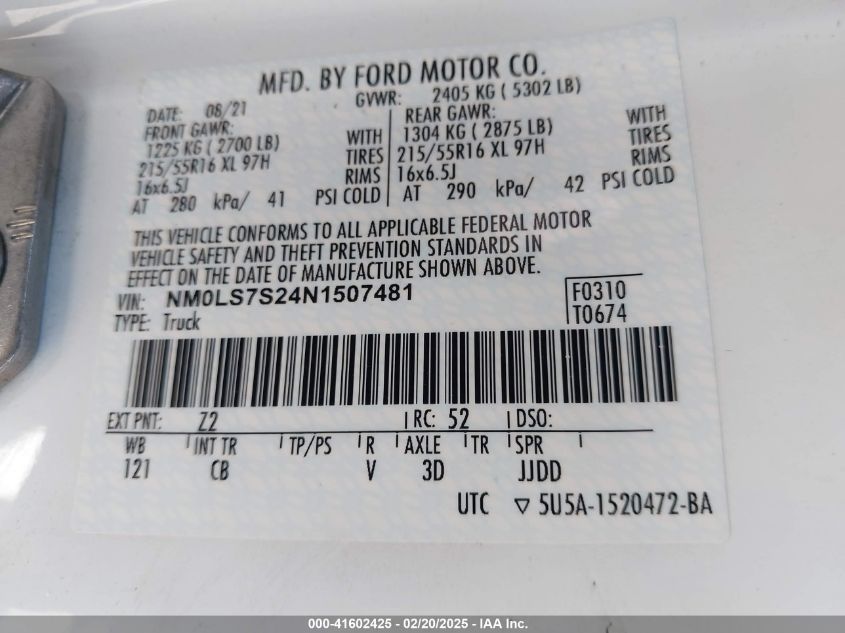 MFD. BY FORD MOTOR CO.
DATE: 08/21 GVWR: 2405 KG ( 5302 LB)
FRONT GAWR:
1225 KG ( 2700 LB) WITH
215/55R16 XL 97H TIRES
16x6.5J RIMS
AT 280 kPa/ 41 PSI COLD
REAR GAWR:
1304 KG ( 2875 LB) WITH
215/55R16 XL 97H TIRES
16x6.5J RIMS
AT 290 kPa/ 42 PSI COLD
THIS VEHICLE CONFORMS TO ALL APPLICABLE FEDERAL MOTOR
VEHICLE SAFETY AND THEFT PREVENTION STANDARDS IN
EFFECT ON THE DATE OF MANUFACTURE SHOWN ABOVE.
VIN: NM0LS7S24N1507481 F0310
TYPE: Truck T0674
EXT PNT: Z2 RC: 52 DSO:
WB INT TR TP/PS R AXLE TR SPR
121 CB V 3D JJDD
UTC ▽ 5U5A-1520472-BA
000-41602425 - 02/20/2025 - IAA Inc.